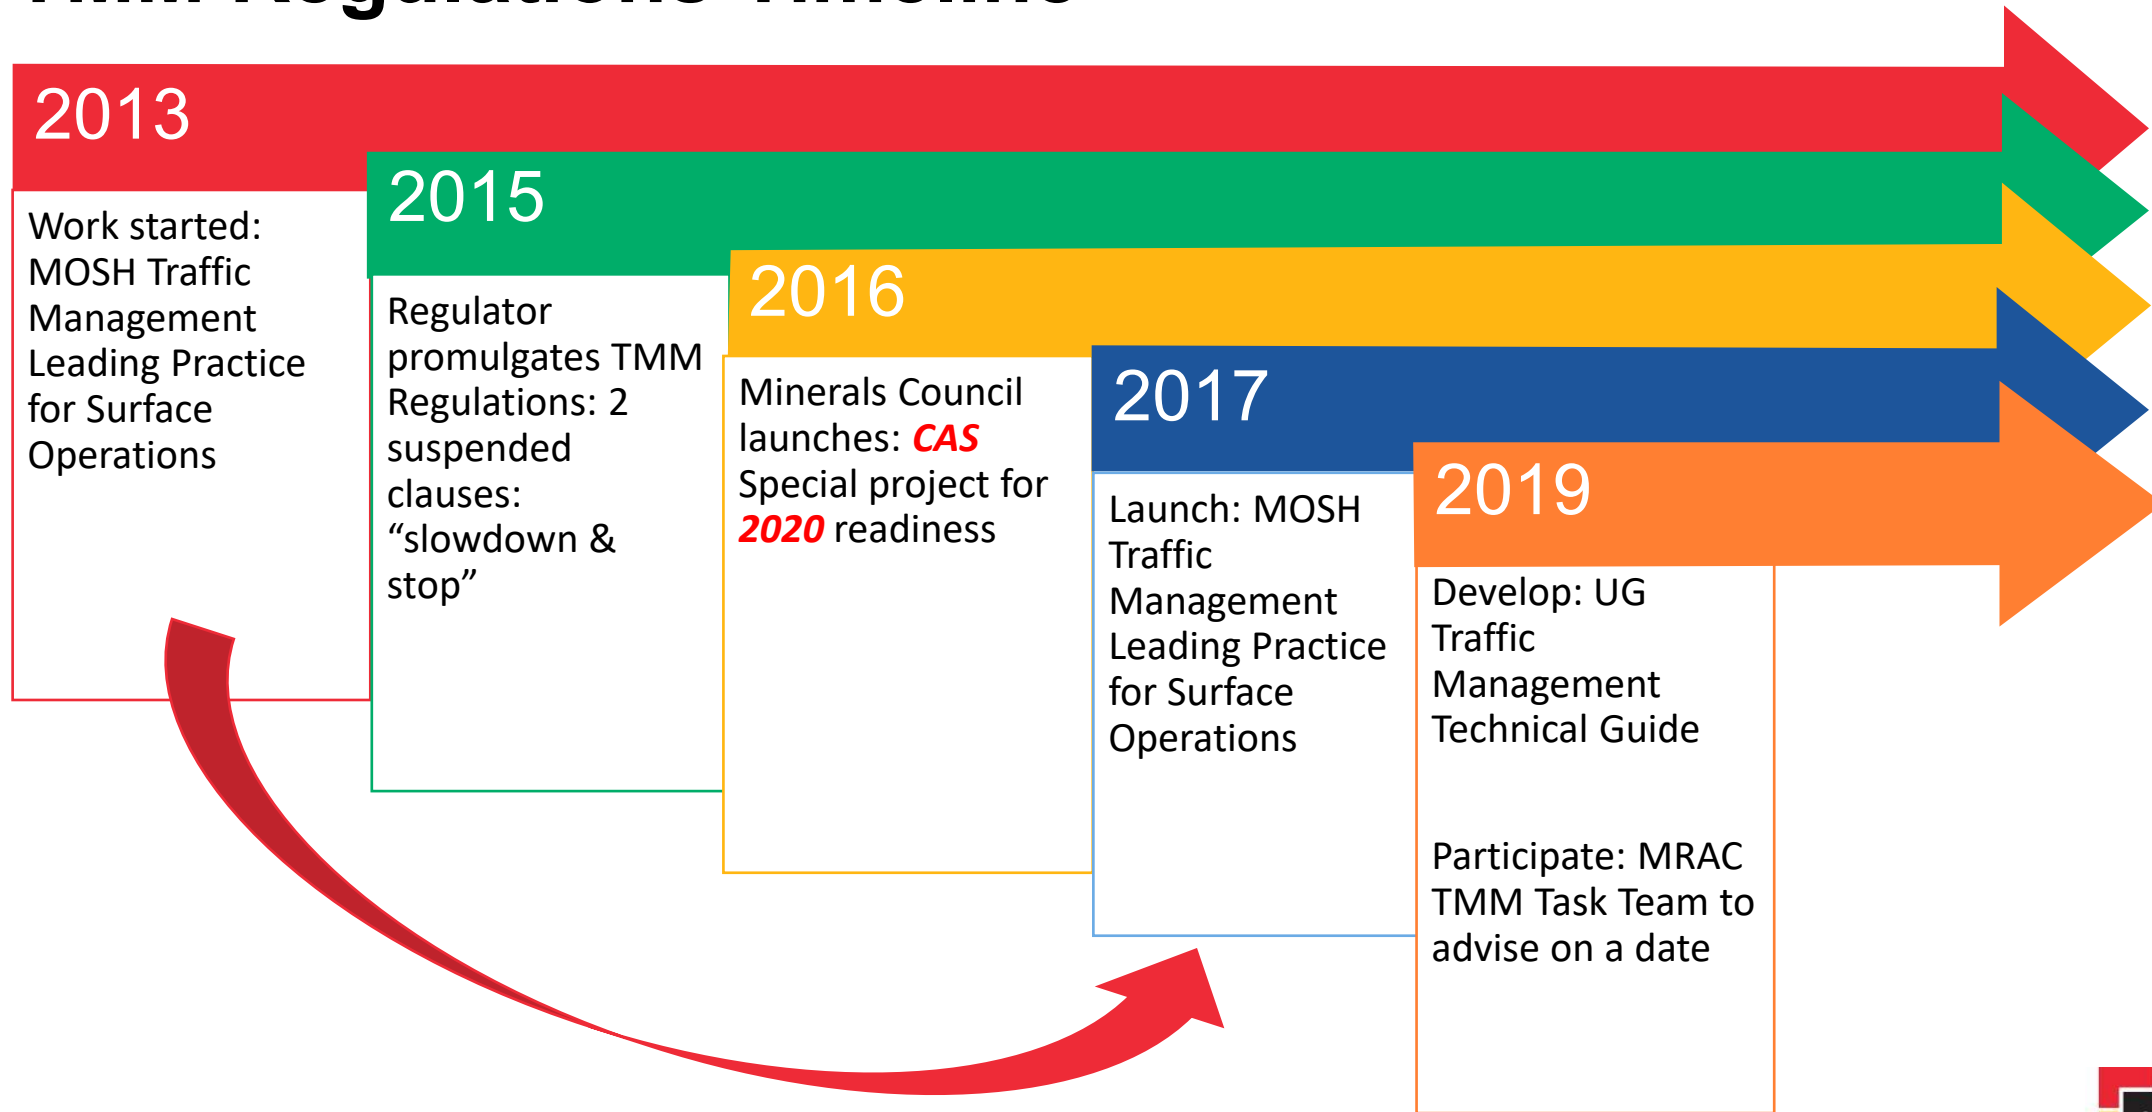 TMM Regulations Timeline
2013
Work started:
MOSH Traffic
Management
Leading Practice
for Surface
Operations
2015
Regulator
promulgates TMM
Regulations: 2
suspended
clauses:
“slowdown &
stop”
2016
Minerals Council
launches: CAS
Special project for
2020 readiness
2017
Launch: MOSH
Traffic
Management
Leading Practice
for Surface
Operations
2019
Develop: UG
Traffic
Management
Technical Guide
Participate: MRAC
TMM Task Team to
advise on a date